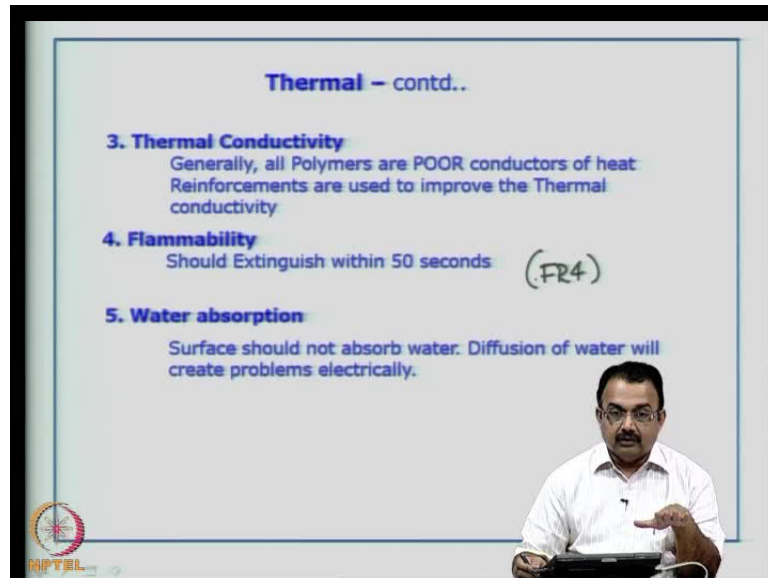 Thermal – contd..
3. Thermal Conductivity
Generally, all Polymers are POOR conductors of heat
Reinforcements are used to improve the Thermal
conductivity
4. Flammability
Should Extinguish within 50 seconds (FR4)
5. Water absorption
Surface should not absorb water. Diffusion of water will
create problems electrically.
NPTEL